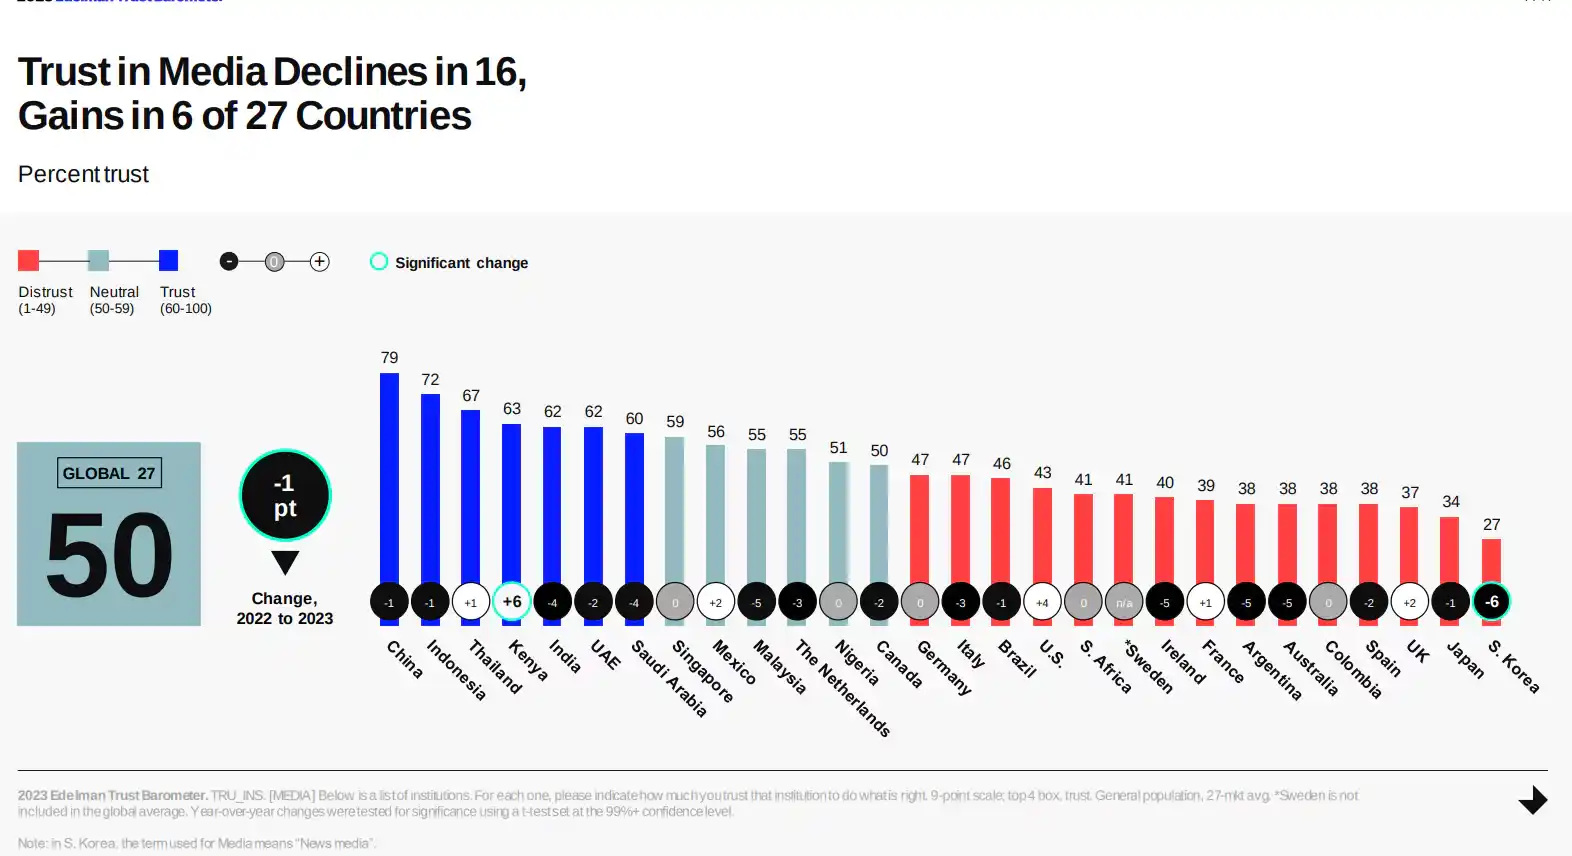 2023 Edelman Trust Barometer
Trust in Media Declines in 16,
Gains in 6 of 27 Countries
Percent trust
- 0 + Significant change
Distrust Neutral Trust
(1-49) (50-59) (60-100)
79 72 67 63 62 62 60 59 56 55 55 51 50 47 47 46 43 41 41 40 39 38 38 38 38 37 34 27
GLOBAL 27
50
-1
pt
Change,
2022 to 2023
-1 -1 +1 +6 -4 -2 -4 0 +2 -5 -3 0 -2 0 -3 -1 +4 0 n/a -5 +1 -5 -5 0 -2 +2 -1 -6
China Indonesia Thailand Kenya India UAE Saudi Arabia Singapore Mexico Malaysia The Netherlands Nigeria Canada Germany Italy Brazil U.S. S. Africa *Sweden Ireland France Argentina Australia Colombia Spain UK Japan S. Korea
2023 Edelman Trust Barometer. TRU_INS. [MEDIA] Below is a list of institutions. For each one, please indicate how much you trust that institution to do what is right. 9-point scale; top 4 box, trust. General population, 27-mkt avg. *Sweden is not
included in the global average. Year-over-year changes were tested for significance using a t-test set at the 99%+ confidence level.
Note: in S. Korea, the term used for Media means “News media”.